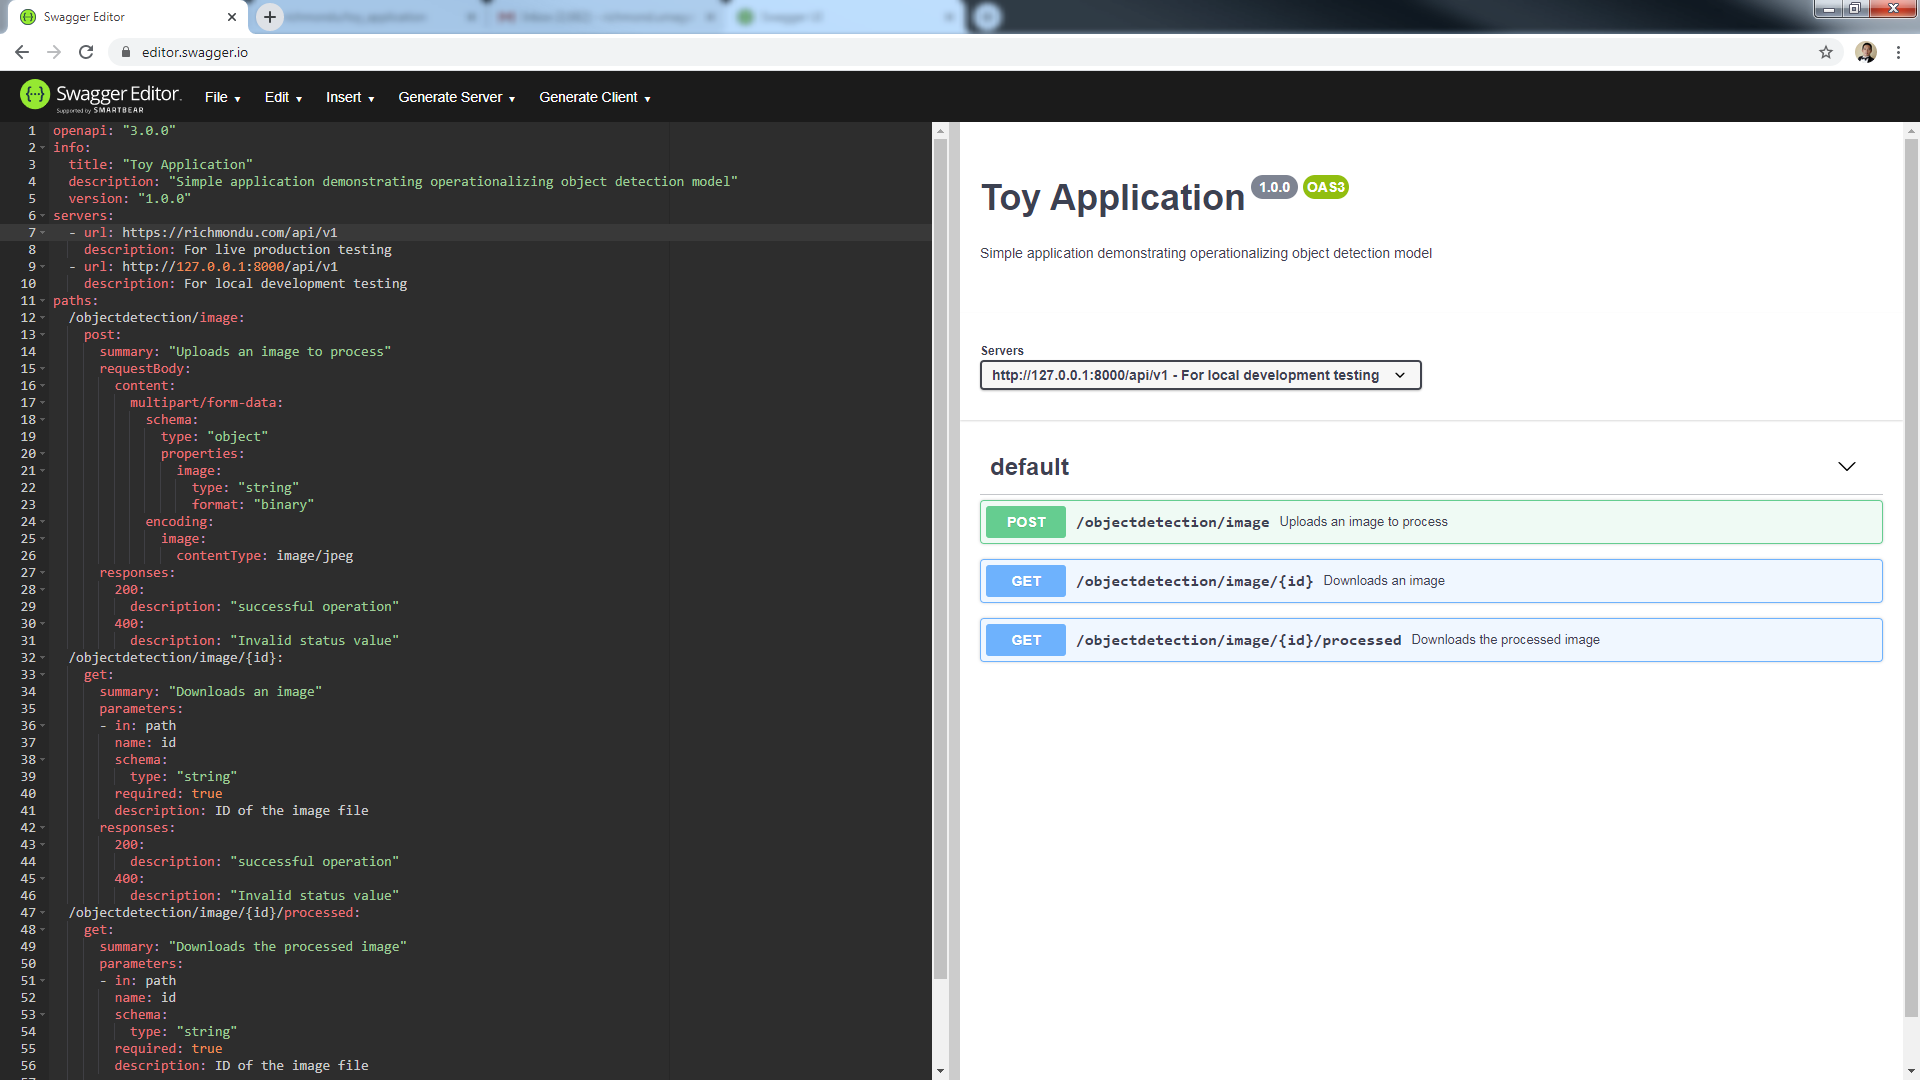 Swagger Editor
editor.swagger.io
Swagger Editor
Supported by SMARTBEAR
File Edit Insert Generate Server Generate Client
1 openapi: "3.0.0"
2 info:
3 title: "Toy Application"
4 description: "Simple application demonstrating operationalizing object detection model"
5 version: "1.0.0"
6 servers:
7 - url: https://richmondu.com/api/v1
8 description: For live production testing
9 - url: http://127.0.0.1:8000/api/v1
10 description: For local development testing
11 paths:
12 /objectdetection/image:
13 post:
14 summary: "Uploads an image to process"
15 requestBody:
16 content:
17 multipart/form-data:
18 schema:
19 type: "object"
20 properties:
21 image:
22 type: "string"
23 format: "binary"
24 encoding:
25 image:
26 contentType: image/jpeg
27 responses:
28 200:
29 description: "successful operation"
30 400:
31 description: "Invalid status value"
32 /objectdetection/image/{id}:
33 get:
34 summary: "Downloads an image"
35 parameters:
36 - in: path
37 name: id
38 schema:
39 type: "string"
40 required: true
41 description: ID of the image file
42 responses:
43 200:
44 description: "successful operation"
45 400:
46 description: "Invalid status value"
47 /objectdetection/image/{id}/processed:
48 get:
49 summary: "Downloads the processed image"
50 parameters:
51 - in: path
52 name: id
53 schema:
54 type: "string"
55 required: true
56 description: ID of the image file
Toy Application 1.0.0 OAS3
Simple application demonstrating operationalizing object detection model
Servers
http://127.0.0.1:8000/api/v1 - For local development testing
default
POST /objectdetection/image Uploads an image to process
GET /objectdetection/image/{id} Downloads an image
GET /objectdetection/image/{id}/processed Downloads the processed image